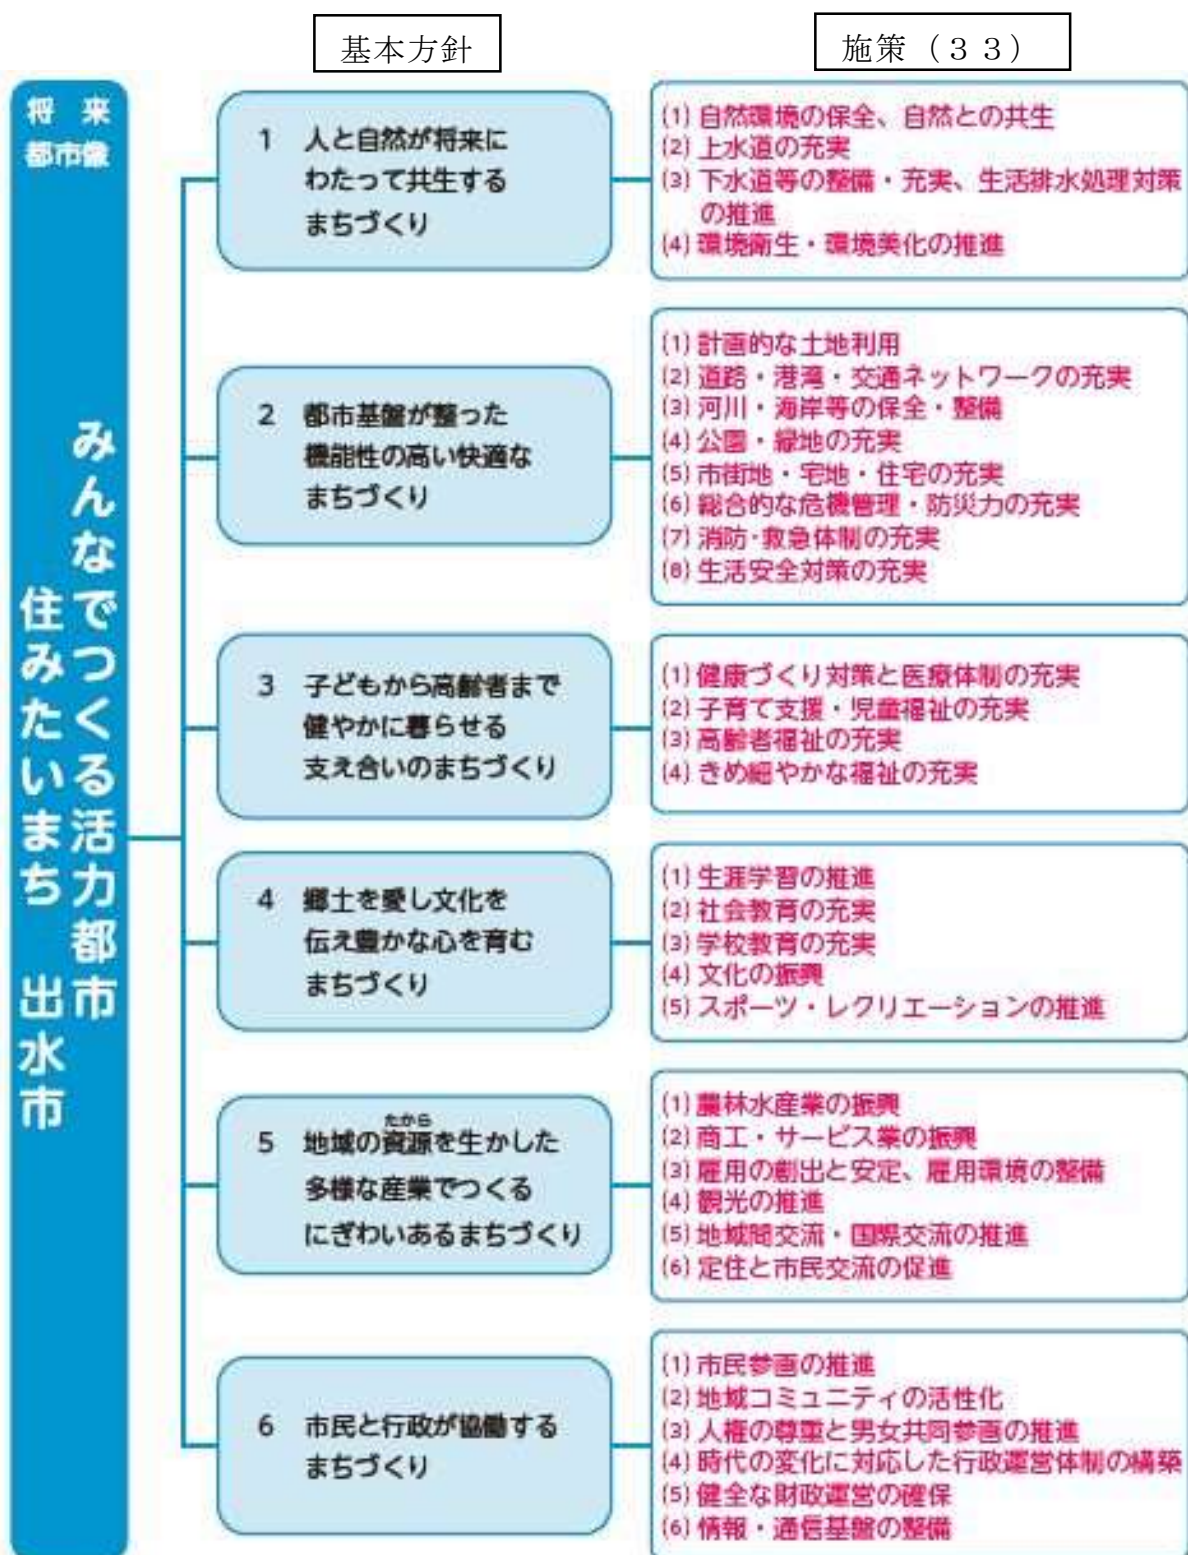 基本方針
施策（３３）
将来
都市像
みんなでつくる活力都市
住みたいまち 出水市
1 人と自然が将来に
わたって共生する
まちづくり
(1) 自然環境の保全、自然との共生
(2) 上水道の充実
(3) 下水道等の整備・充実、生活排水処理対策
の推進
(4) 環境衛生・環境美化の推進
2 都市基盤が整った
機能性の高い快適な
まちづくり
(1) 計画的な土地利用
(2) 道路・港湾・交通ネットワークの充実
(3) 河川・海岸等の保全・整備
(4) 公園・緑地の充実
(5) 市街地・宅地・住宅の充実
(6) 総合的な危機管理・防災力の充実
(7) 消防・救急体制の充実
(8) 生活安全対策の充実
3 子どもから高齢者まで
健やかに暮らせる
支え合いのまちづくり
(1) 健康づくり対策と医療体制の充実
(2) 子育て支援・児童福祉の充実
(3) 高齢者福祉の充実
(4) きめ細やかな福祉の充実
4 郷土を愛し文化を
伝え豊かな心を育む
まちづくり
(1) 生涯学習の推進
(2) 社会教育の充実
(3) 学校教育の充実
(4) 文化の振興
(5) スポーツ・レクリエーションの推進
たから
5 地域の資源を生かした
多様な産業でつくる
にぎわいあるまちづくり
(1) 農林水産業の振興
(2) 商工・サービス業の振興
(3) 雇用の創出と安定、雇用環境の整備
(4) 観光の推進
(5) 地域間交流・国際交流の推進
(6) 定住と市民交流の促進
6 市民と行政が協働する
まちづくり
(1) 市民参画の推進
(2) 地域コミュニティの活性化
(3) 人権の尊重と男女共同参画の推進
(4) 時代の変化に対応した行政運営体制の構築
(5) 健全な財政運営の確保
(6) 情報・通信基盤の整備